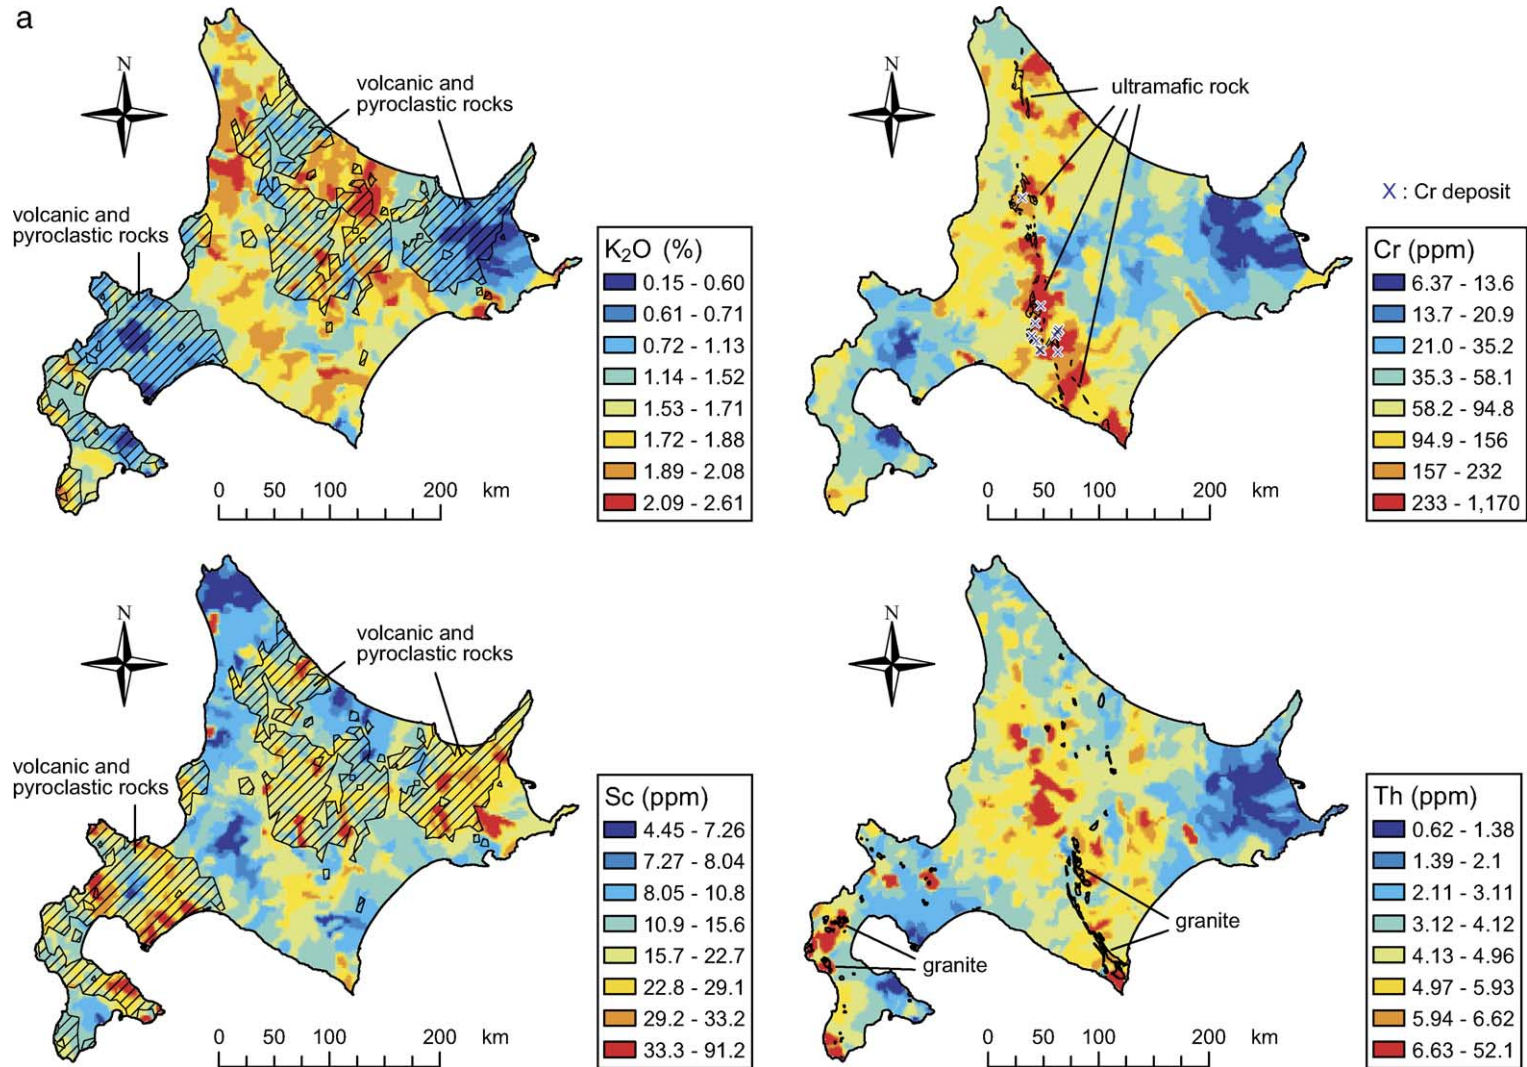 a
N
volcanic and
pyroclastic rocks
volcanic and
pyroclastic rocks
K2O (%)
0.15 - 0.60
0.61 - 0.71
0.72 - 1.13
1.14 - 1.52
1.53 - 1.71
1.72 - 1.88
1.89 - 2.08
2.09 - 2.61
0 50 100 200 km
N
ultramafic rock
X : Cr deposit
Cr (ppm)
6.37 - 13.6
13.7 - 20.9
21.0 - 35.2
35.3 - 58.1
58.2 - 94.8
94.9 - 156
157 - 232
233 - 1,170
0 50 100 200 km
N
volcanic and
pyroclastic rocks
volcanic and
pyroclastic rocks
Sc (ppm)
4.45 - 7.26
7.27 - 8.04
8.05 - 10.8
10.9 - 15.6
15.7 - 22.7
22.8 - 29.1
29.2 - 33.2
33.3 - 91.2
0 50 100 200 km
N
granite
granite
Th (ppm)
0.62 - 1.38
1.39 - 2.1
2.11 - 3.11
3.12 - 4.12
4.13 - 4.96
4.97 - 5.93
5.94 - 6.62
6.63 - 52.1
0 50 100 200 km